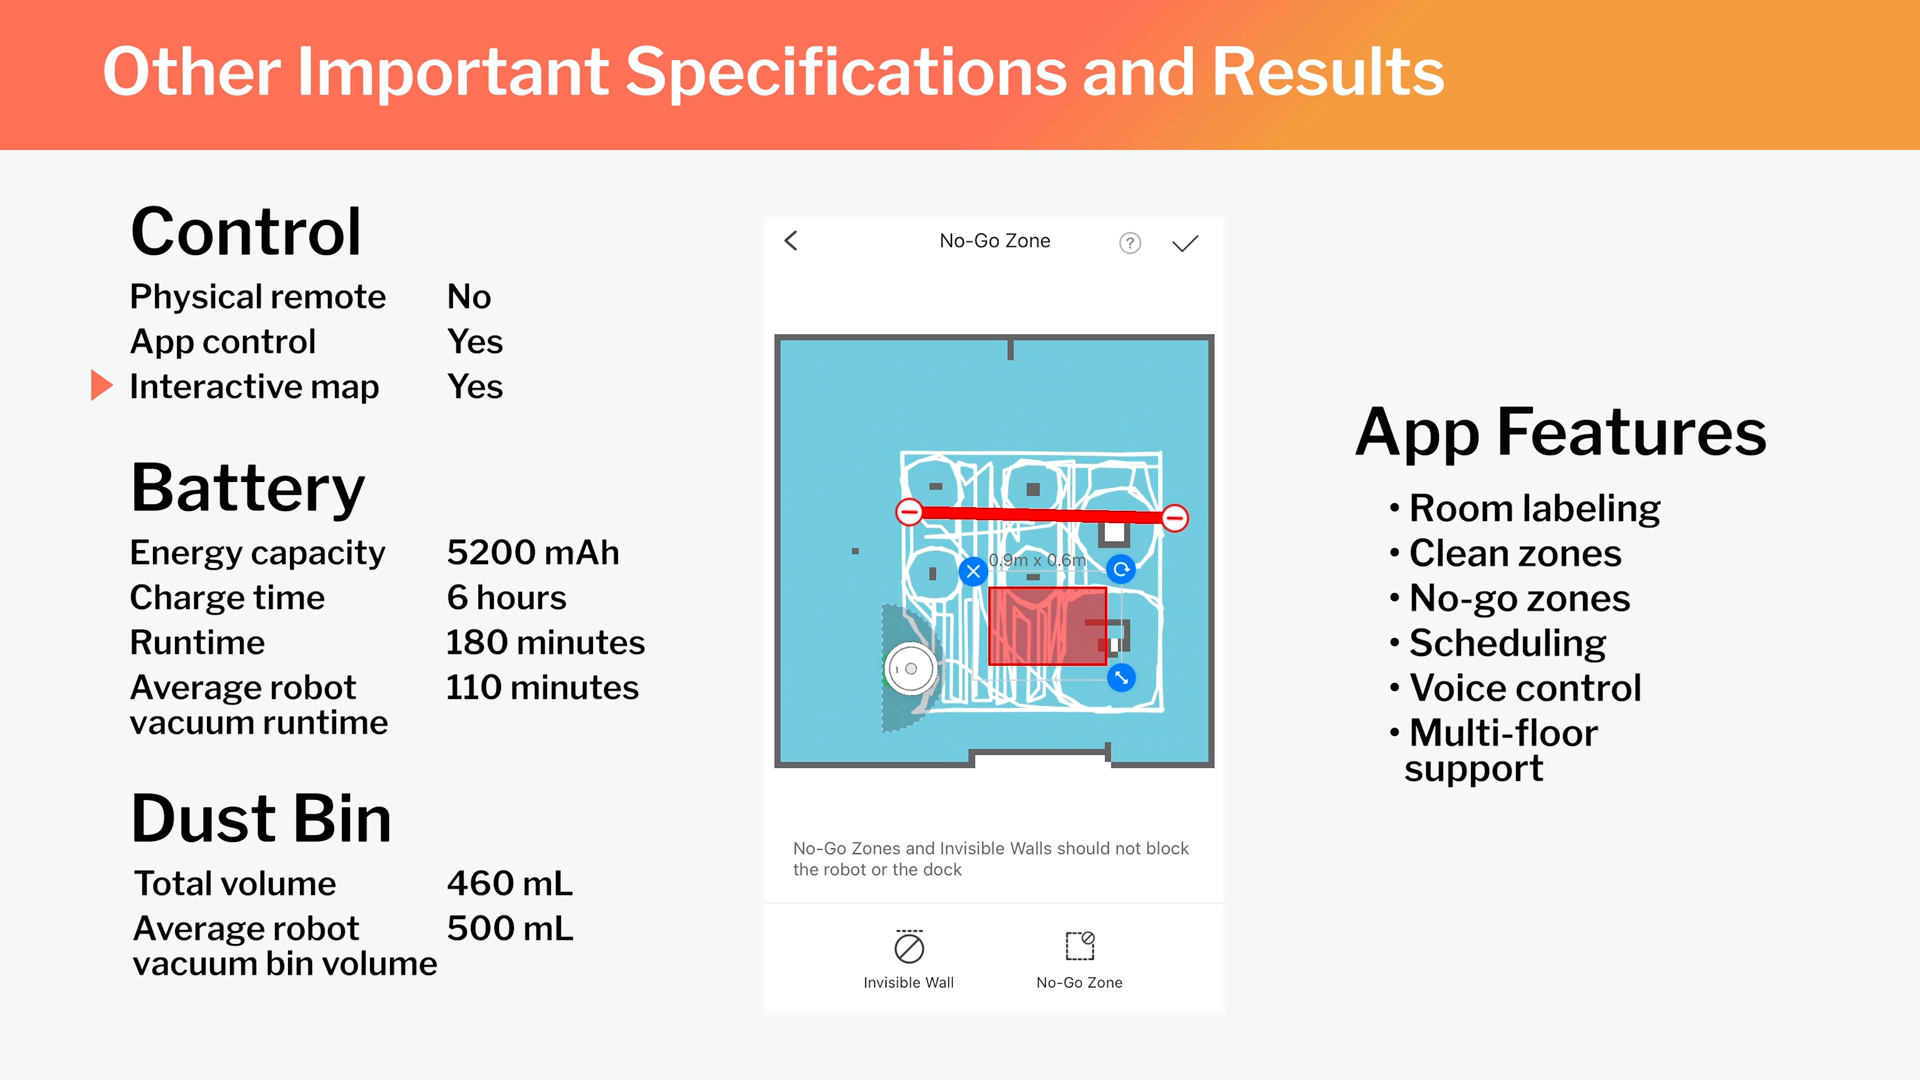 Other Important Specifications and Results
Control
Physical remote No
App control Yes
Interactive map Yes
Battery
Energy capacity 5200 mAh
Charge time 6 hours
Runtime 180 minutes
Average robot 110 minutes
vacuum runtime
Dust Bin
Total volume 460 mL
Average robot 500 mL
vacuum bin volume
No-Go Zone
?
0.9m x 0.6m
No-Go Zones and Invisible Walls should not block
the robot or the dock
Invisible Wall
No-Go Zone
App Features
• Room labeling
• Clean zones
• No-go zones
• Scheduling
• Voice control
• Multi-floor
support